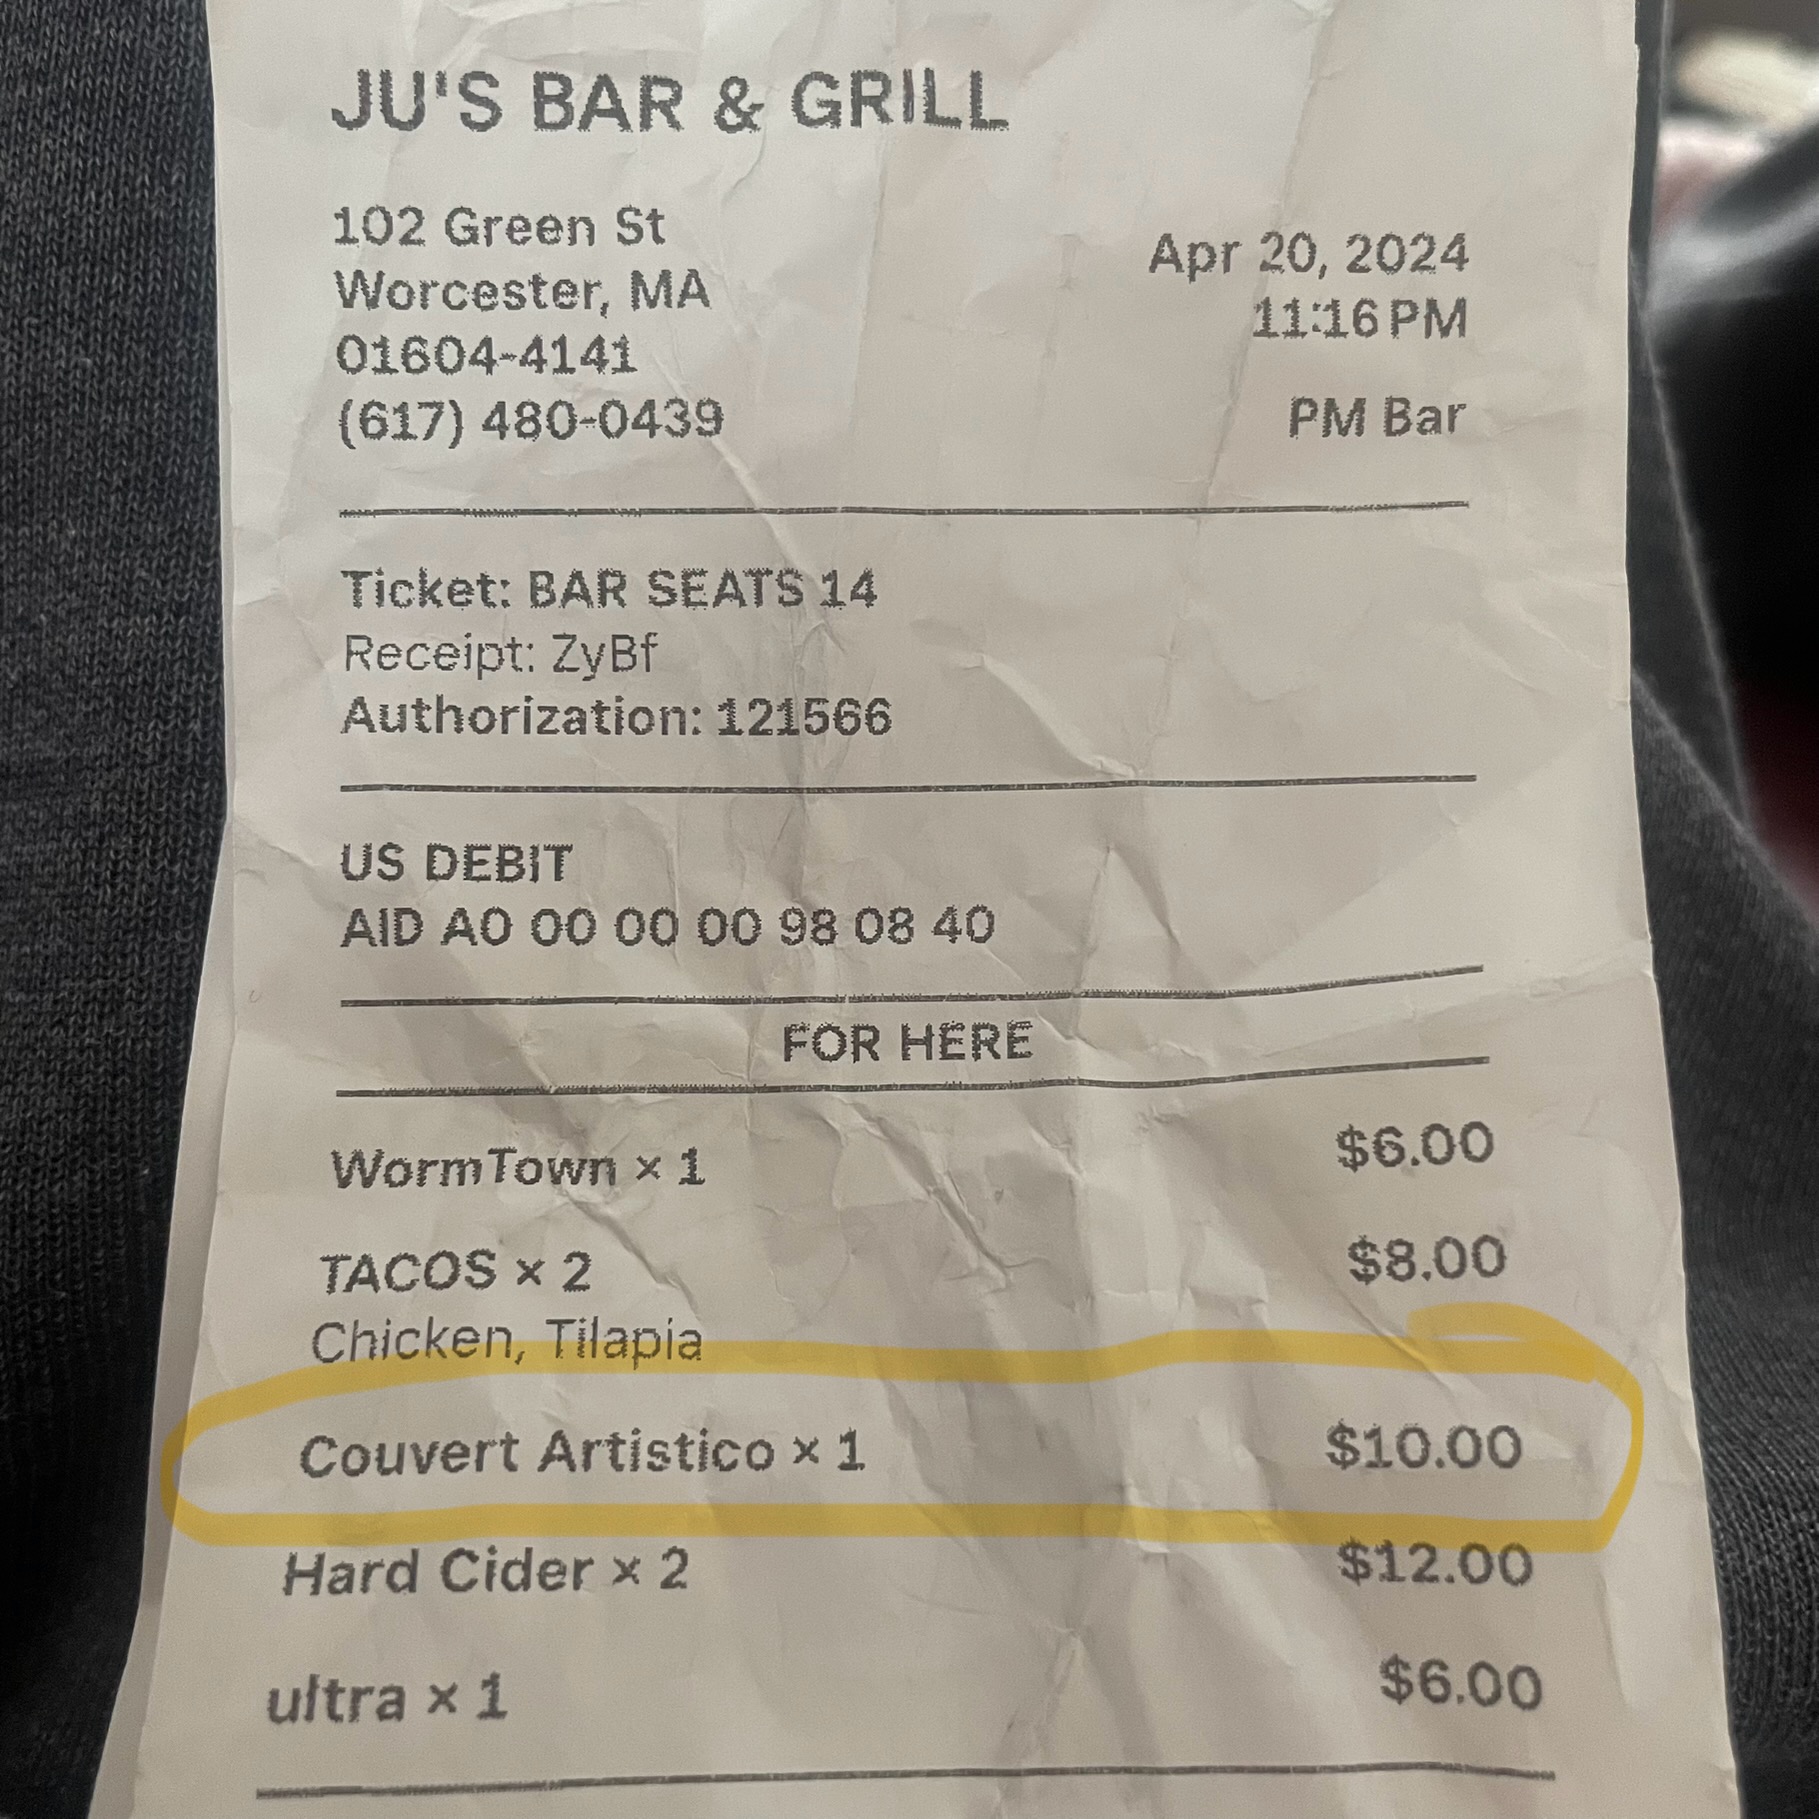 JU'S BAR & GRILL
102 Green St
Worcester, MA
01604-4141
(617) 480-0439
Apr 20, 2024
11:16 PM
PM Bar
Ticket: BAR SEATS 14
Receipt: ZyBf
Authorization: 121566
US DEBIT
AID A0 00 00 00 98 08 40
FOR HERE
WormTown × 1 $6.00
TACOS × 2 $8.00
Chicken, Tilapia
Couvert Artistico × 1 $10.00
Hard Cider × 2 $12.00
ultra × 1 $6.00